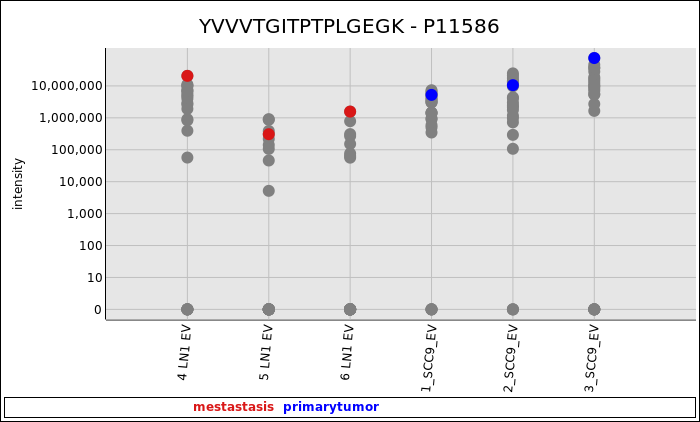 YVVVTGITPTPLGEGK - P11586
intensity
10,000,000
1,000,000
100,000
10,000
1,000
100
10
0
4 LN1 EV
5 LN1 EV
6 LN1 EV
1_SCC9_EV
2_SCC9_EV
3_SCC9_EV
mestastasis primarytumor